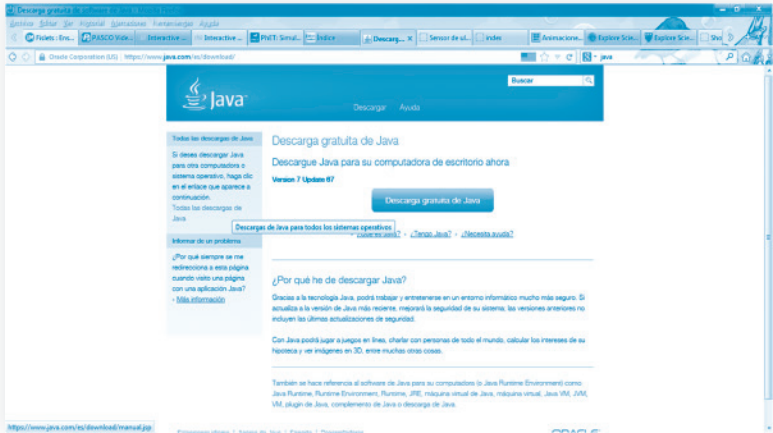 Descarga gratuita de software de Java - Mozilla Firefox
Archivo Editar Ver Historial Marcadores Herramientas Ayuda
Fislets : Ens... PASCO Vide... Interactive ... Interactive ... PhET: Simul... Índice Descarg... × Sensor de ul... index Animacione... Explore Scie... Explore Scie... Sho
Oracle Corporation (US) https://www.java.com/es/download/ java
Buscar
Java
Descargar Ayuda
Todas las descargas de Java
Si desea descargar Java
para otra computadora o
sistema operativo, haga clic
en el enlace que aparece a
continuación.
Todas las descargas de
Java
Informar de un problema
¿Por qué siempre se me
redirecciona a esta página
cuando visito una página
con una aplicación Java?
» Más información
Descarga gratuita de Java
Descargue Java para su computadora de escritorio ahora
Version 7 Update 67
Descarga gratuita de Java
Descargas de Java para todos los sistemas operativos
¿Qué es Java? » ¿Tengo Java? » ¿Necesita ayuda?
¿Por qué he de descargar Java?
Gracias a la tecnología Java, podrá trabajar y entretenerse en un entorno informático mucho más seguro. Si
actualiza a la versión de Java más reciente, mejorará la seguridad de su sistema; las versiones anteriores no
incluyen las últimas actualizaciones de seguridad.
Con Java podrá jugar a juegos en línea, charlar con personas de todo el mundo, calcular los intereses de su
hipoteca y ver imágenes en 3D, entre muchas otras cosas.
También se hace referencia al software de Java para su computadora (o Java Runtime Environment) como
Java Runtime, Runtime Environment, Runtime, JRE, máquina virtual de Java, máquina virtual, Java VM, JVM,
VM, plugin de Java, complemento de Java o descarga de Java.
https://www.java.com/es/download/manual.jsp
ORACLE